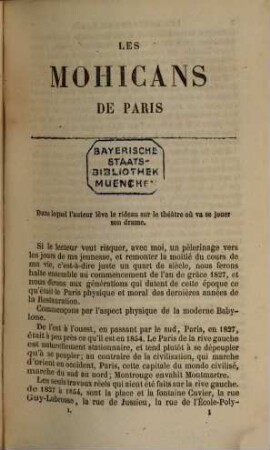 LES
MOHICANS
DE PARIS
BAYERISCHE
STAATS-
BIBLIOTHEK
MUENCHEN
Dans lequel l'auteur lève le rideau sur le théâtre où va se jouer
son drame.
Si le lecteur veut risquer, avec moi, un pèlerinage vers
les jours de ma jeunesse, et remonter la moitié du cours de
ma vie, c'est-à-dire juste un quart de siècle, nous ferons
halte ensemble au commencement de l'an de grâce 1827, et
nous dirons aux générations qui datent de cette époque ce
qu'était le Paris physique et moral des dernières années de
la Restauration.
Commençons par l'aspect physique de la moderne Baby-
lone.
De l'est à l'ouest, en passant par le sud, Paris, en 1827,
était à peu près ce qu'il est en 1854. Le Paris de la rive gauche
est naturellement stationnaire, et tend plutôt à se dépeupler
qu'à se peupler; au contraire de la civilisation, qui marche
d'orient en occident, Paris, cette capitale du monde civilisé,
marche du sud au nord; Montrouge envahit Montmartre.
Les seuls travaux réels qui aient été faits sur la rive gauche,
de 1827 à 1854, sont la place et la fontaine Cuvier, la rue
Guy-Labrosse, la rue de Jussieu, la rue de l'École-Poly-
I. 1